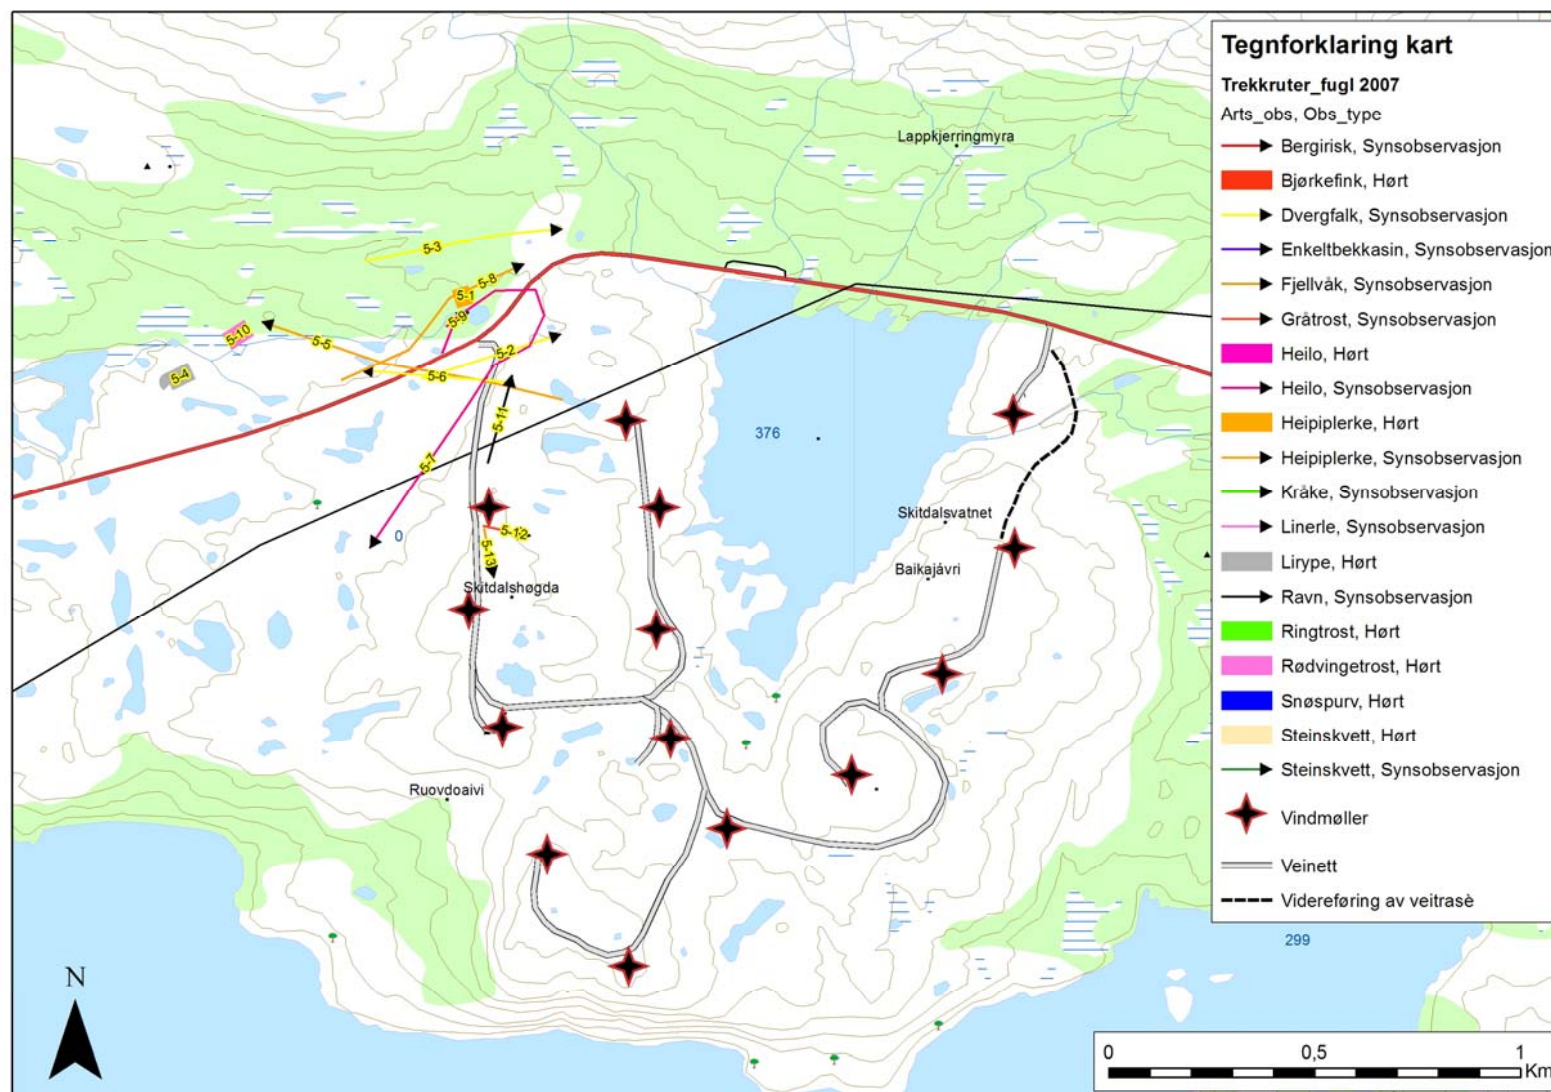 Tegnforklaring kart
Trekkruter_fugl 2007
Arts_obs, Obs_type
Bergirisk, Synsobservasjon
Bjørkefink, Hørt
Dvergfalk, Synsobservasjon
Enkeltbekkasin, Synsobservasjon
Fjellvåk, Synsobservasjon
Gråtrost, Synsobservasjon
Heilo, Hørt
Heilo, Synsobservasjon
Heipiplerke, Hørt
Heipiplerke, Synsobservasjon
Kråke, Synsobservasjon
Linerle, Synsobservasjon
Lirype, Hørt
Ravn, Synsobservasjon
Ringtrost, Hørt
Rødvingetrost, Hørt
Snøspurv, Hørt
Steinskvett, Hørt
Steinskvett, Synsobservasjon
Vindmøller
Veinett
Videreføring av veitrasè
Lappkjerringmyra
5-3
5-8
5-1
5-9
5-10
5-5
5-2
5-4
5-6
5-11
376
5-7
Skitdalsvatnet
0
5-12
5-13
Baikajávri
Skitdalshøgda
Ruovdoaivi
299
N
0 0,5 1
Km